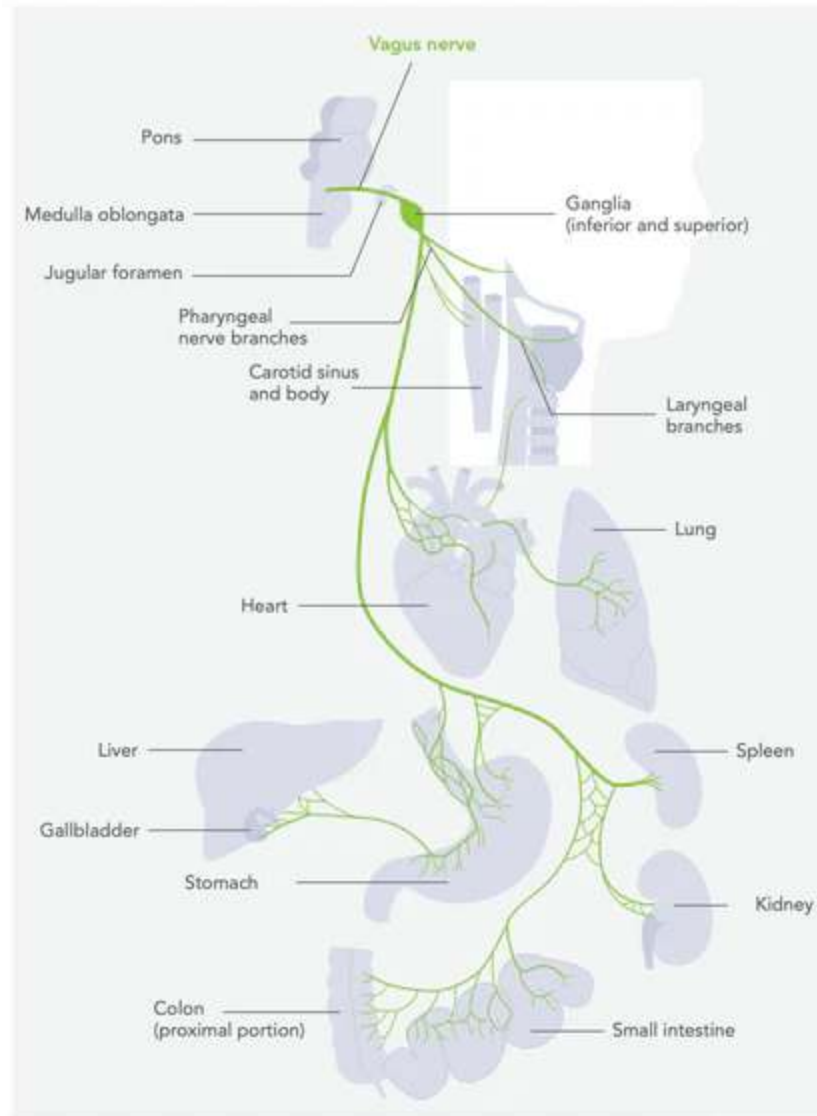 Vagus nerve
Pons
Medulla oblongata
Ganglia
(inferior and superior)
Jugular foramen
Pharyngeal
nerve branches
Carotid sinus
and body
Laryngeal
branches
Lung
Heart
Liver
Spleen
Gallbladder
Stomach
Kidney
Colon
(proximal portion)
Small intestine